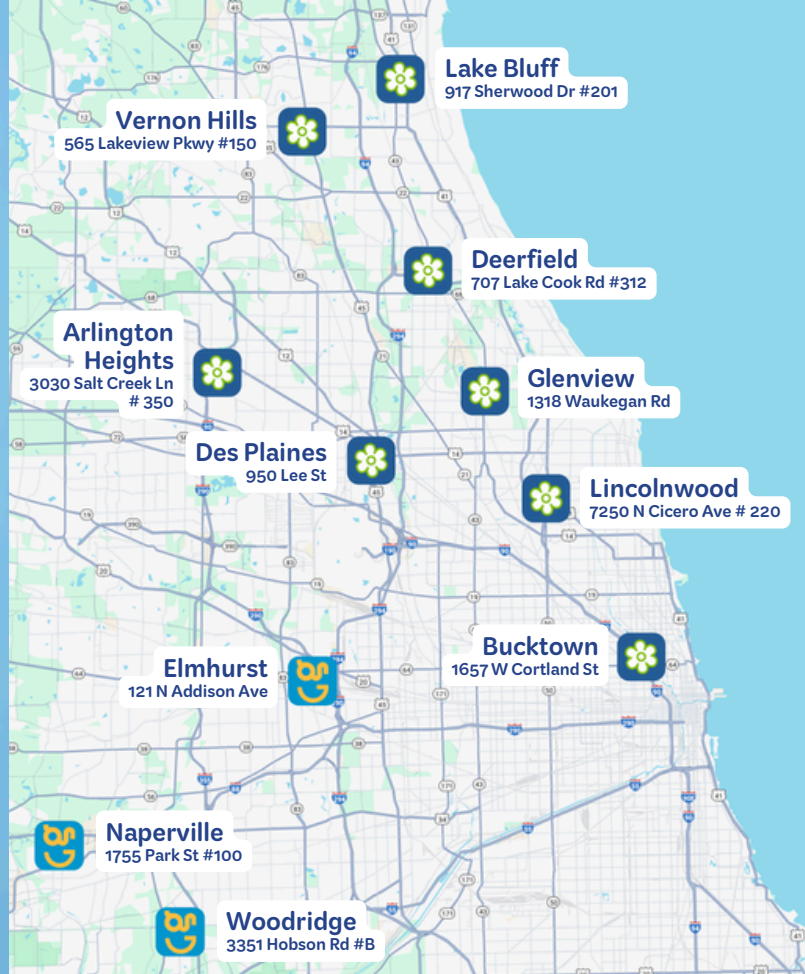 Lake Bluff
917 Sherwood Dr #201
Vernon Hills
565 Lakeview Pkwy #150
Deerfield
707 Lake Cook Rd #312
Arlington
Heights
3030 Salt Creek Ln
# 350
Glenview
1318 Waukegan Rd
Des Plaines
950 Lee St
Lincolnwood
7250 N Cicero Ave # 220
Bucktown
1657 W Cortland St
Elmhurst
121 N Addison Ave
Naperville
1755 Park St #100
Woodridge
3351 Hobson Rd #B